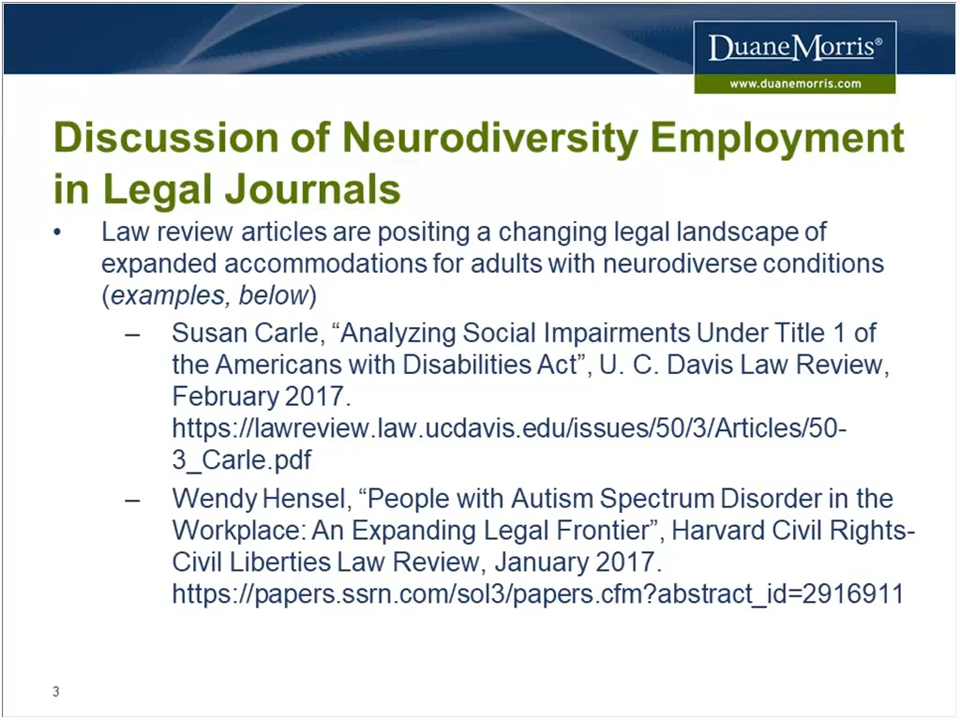 DuaneMorris®
www.duanemorris.com
Discussion of Neurodiversity Employment
in Legal Journals
• Law review articles are positing a changing legal landscape of
expanded accommodations for adults with neurodiverse conditions
(examples, below)
– Susan Carle, “Analyzing Social Impairments Under Title 1 of
the Americans with Disabilities Act”, U. C. Davis Law Review,
February 2017.
https://lawreview.law.ucdavis.edu/issues/50/3/Articles/50-
3_Carle.pdf
– Wendy Hensel, “People with Autism Spectrum Disorder in the
Workplace: An Expanding Legal Frontier”, Harvard Civil Rights-
Civil Liberties Law Review, January 2017.
https://papers.ssrn.com/sol3/papers.cfm?abstract_id=2916911
3